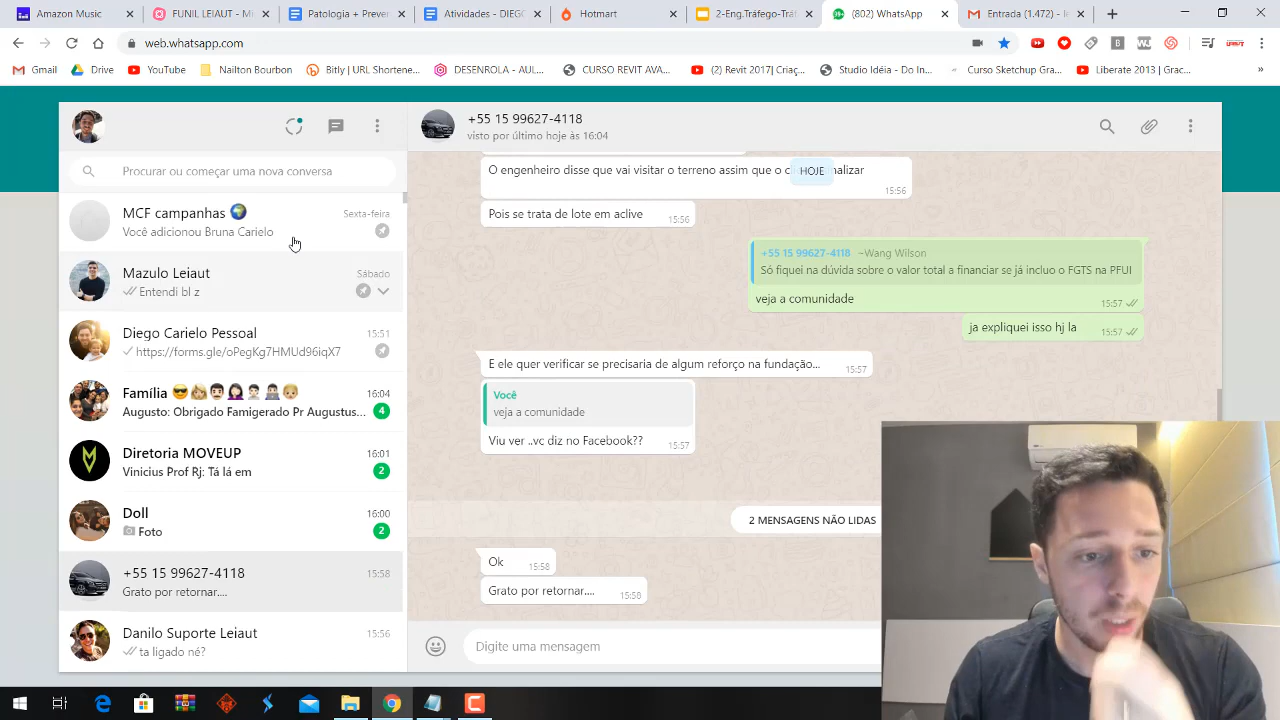 Amazon Music
FUNIL LEIAUT - M
Patologia + Preven
Atividades - DIEGO
Hotmart
2-Eng.Tráfego-Tráf
(802) WhatsApp
Entrada (1.472) - le
web.whatsapp.com
Gmail
Drive
YouTube
Nailton Bourbon
Bitly | URL Shortene...
DESENROLA - AUL...
CURSO REVIT AVA...
(2) Revit 2017| Criaç...
Studio Idéia - Do In...
Curso Sketchup Gra...
Liberate 2013
»
+55 15 99627-4118
visto por último hoje às 16:04
Procurar ou começar uma nova conversa
MCF campanhas
Sexta-feira
Você adicionou Bruna Carielo
Mazulo Leiaut
Sábado
Entendi bl z
Diego Carielo Pessoal
15:51
https://forms.gle/oPegKg7HMUd96iqX7
Família
16:04
Augusto: Obrigado Famigerado Pr Augustus...
4
Diretoria MOVEUP
16:01
Vinicius Prof Rj: Tá lá em
2
Doll
16:00
Foto
2
+55 15 99627-4118
15:58
Grato por retornar....
Danilo Suporte Leiaut
15:56
ta ligado né?
HOJE
O engenheiro disse que vai visitar o terreno assim que o
15:56
Pois se trata de lote em aclive
15:56
+55 15 99627-4118 ~Wang Wilson
Só fiquei na dúvida sobre o valor total a financiar se já incluo o FGTS na PFUI
veja a comunidade
15:57
ja expliquei isso hj la
15:57
E ele quer verificar se precisaria de algum reforço na fundação...
15:57
Você
veja a comunidade
Viu ver ..vc diz no Facebook??
15:57
2 MENSAGENS NÃO LIDAS
Ok
15:58
Grato por retornar....
15:58
Digite uma mensagem